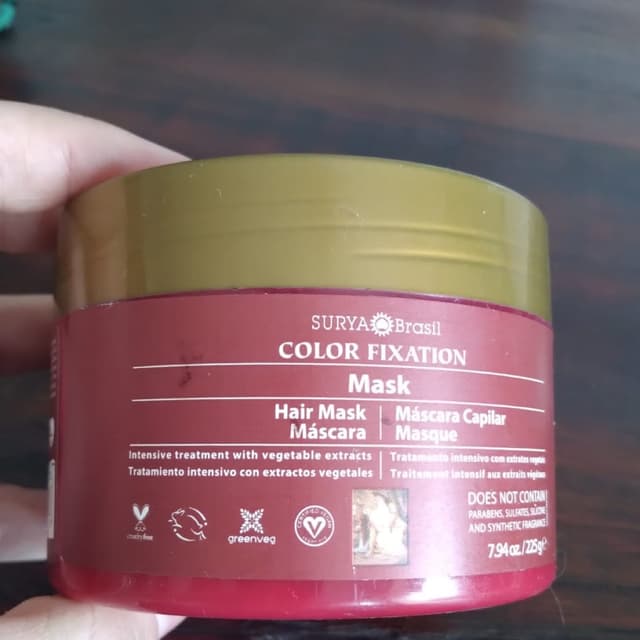 SURYA Brasil
COLOR FIXATION
Mask
Hair Mask
Máscara
Máscara Capilar
Masque
Intensive treatment with vegetable extracts
Tratamiento intensivo con extractos vegetales
Tratamento intensivo com extratos vegetais
Traitement intensif aux extraits végétaux
cruelty free
greenveg
DOES NOT CONTAIN
PARABENS, SULFATES, SILICONE
AND SYNTHETIC FRAGRANCE
7.94 oz./225g℮